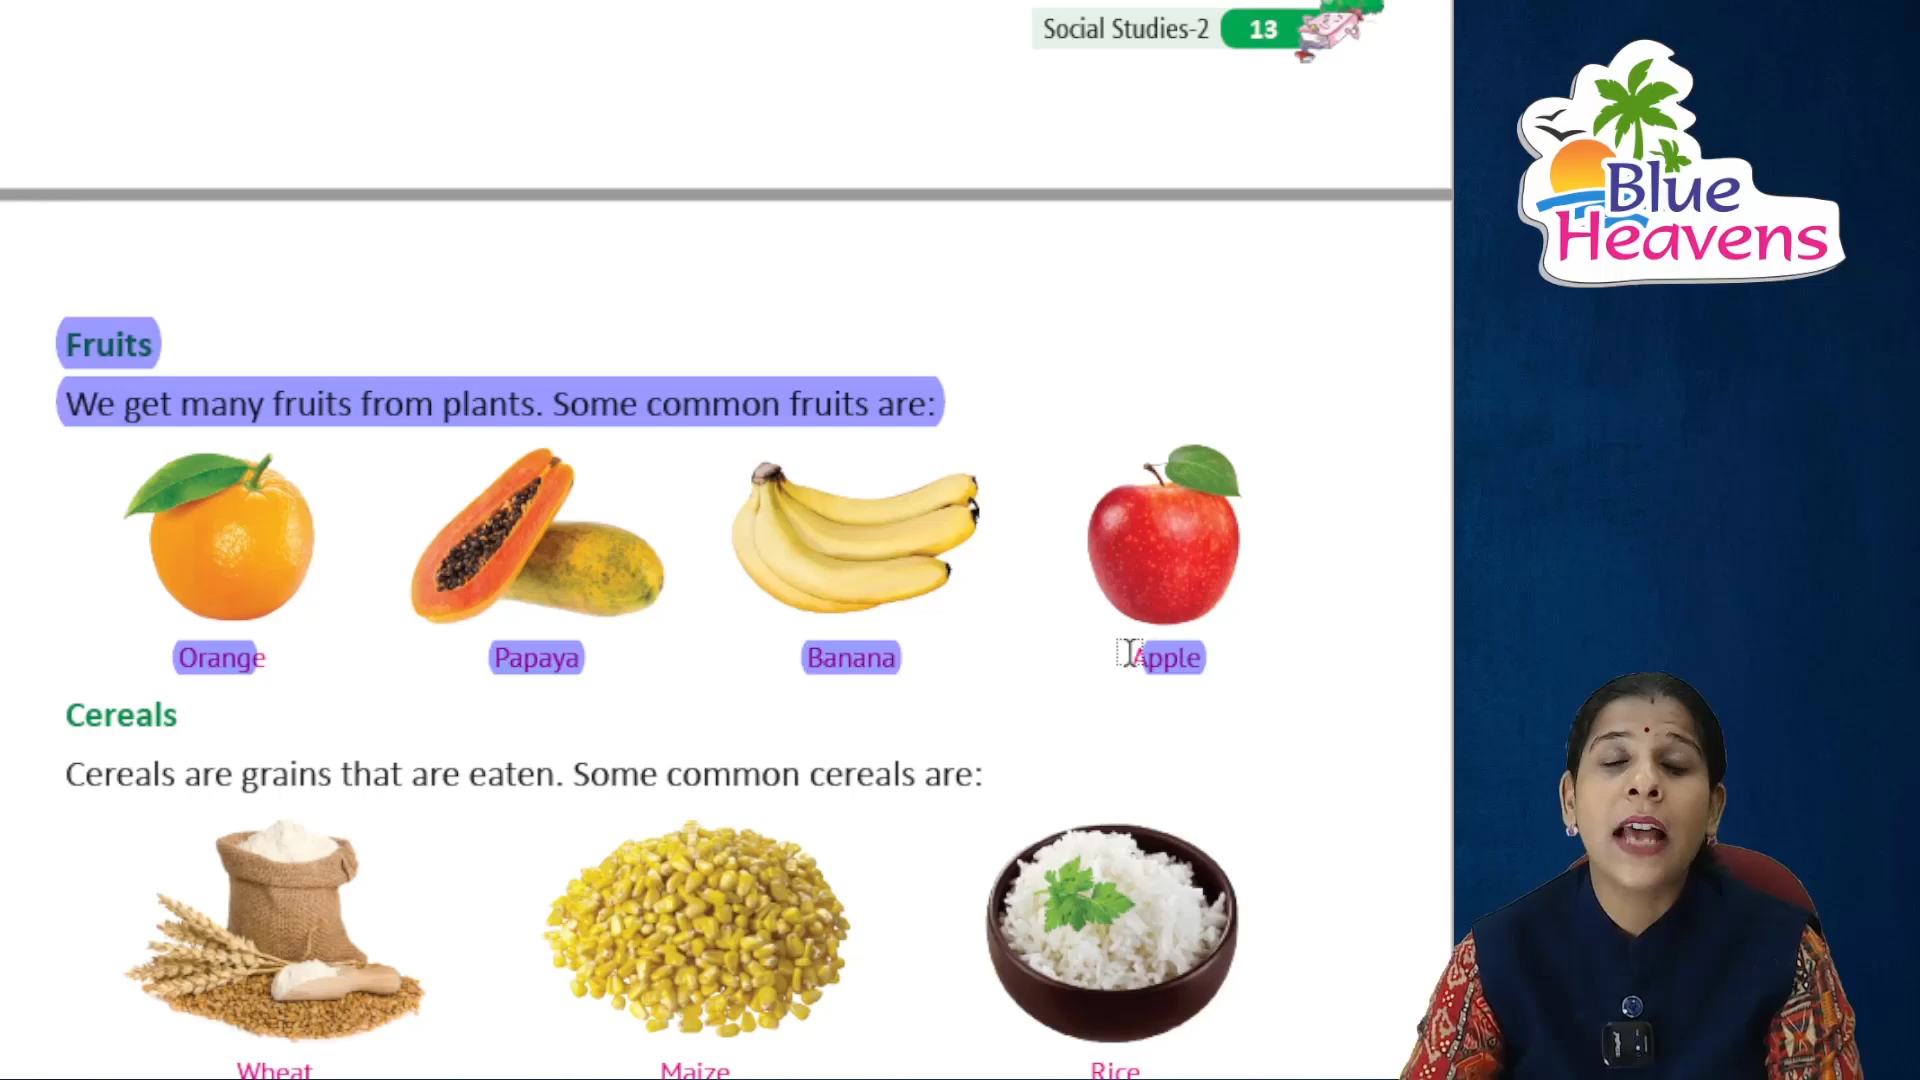 Social Studies-2 13
Blue
Heavens
Fruits
We get many fruits from plants. Some common fruits are:
Orange Papaya Banana Apple
Cereals
Cereals are grains that are eaten. Some common cereals are:
Wheat Maize Rice